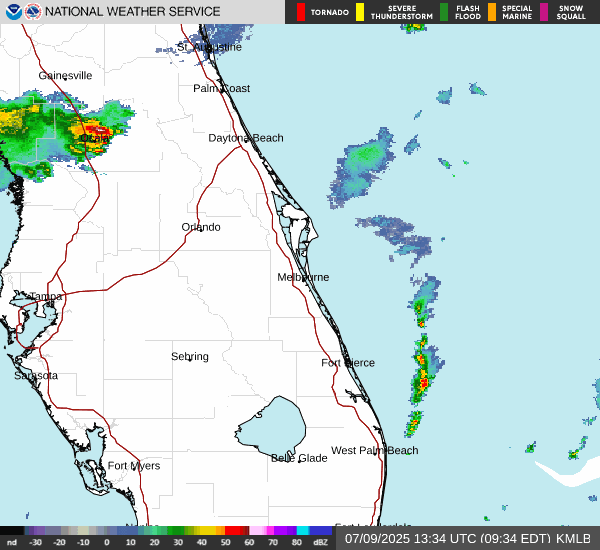 NATIONAL WEATHER SERVICE
TORNADO
SEVERE THUNDERSTORM
FLASH FLOOD
SPECIAL MARINE
SNOW SQUALL
St. Augustine
Gainesville
Palm Coast
Ocala
Daytona Beach
Orlando
Melbourne
Tampa
Sebring
Fort Pierce
Sarasota
West Palm Beach
Belle Glade
Fort Myers
nd -30 -20 -10 0 10 20 30 40 50 60 70 80 dBZ
07/09/2025 13:34 UTC (09:34 EDT) KMLB